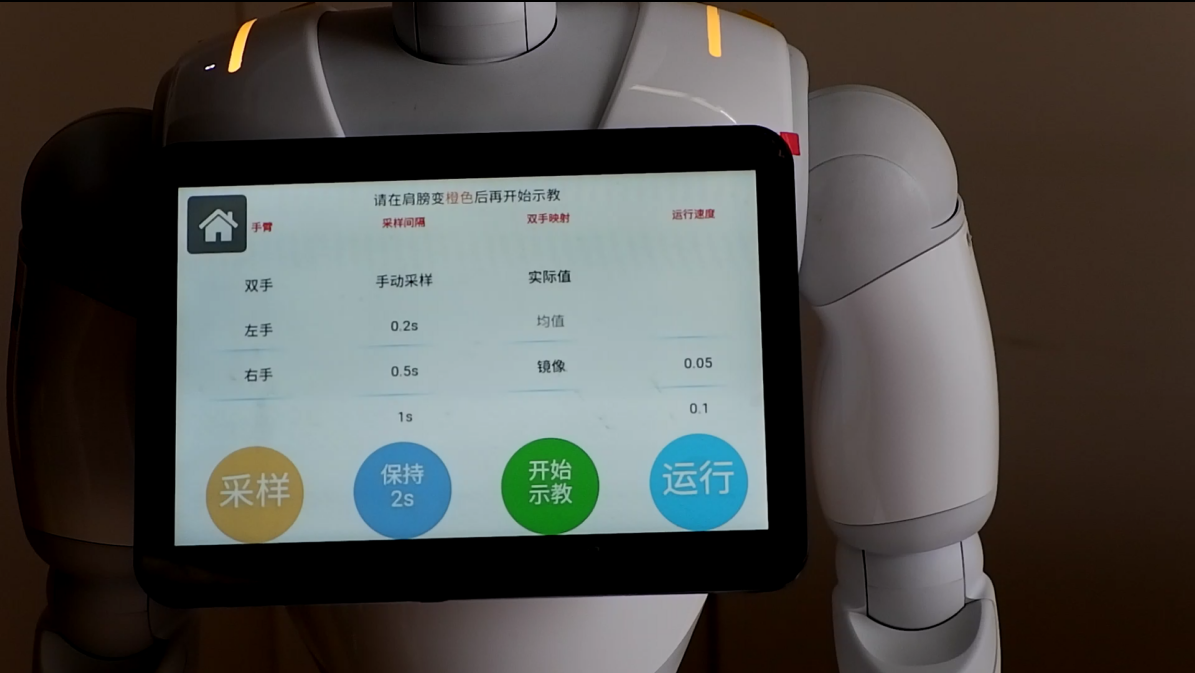 请在肩膀变橙色后再开始示教
手臂 采样间隔 双手映射 运行速度
双手 手动采样 实际值
左手 0.2s 均值
右手 0.5s 镜像 0.05
1s 0.1
采样
保持
2s
开始
示教
运行